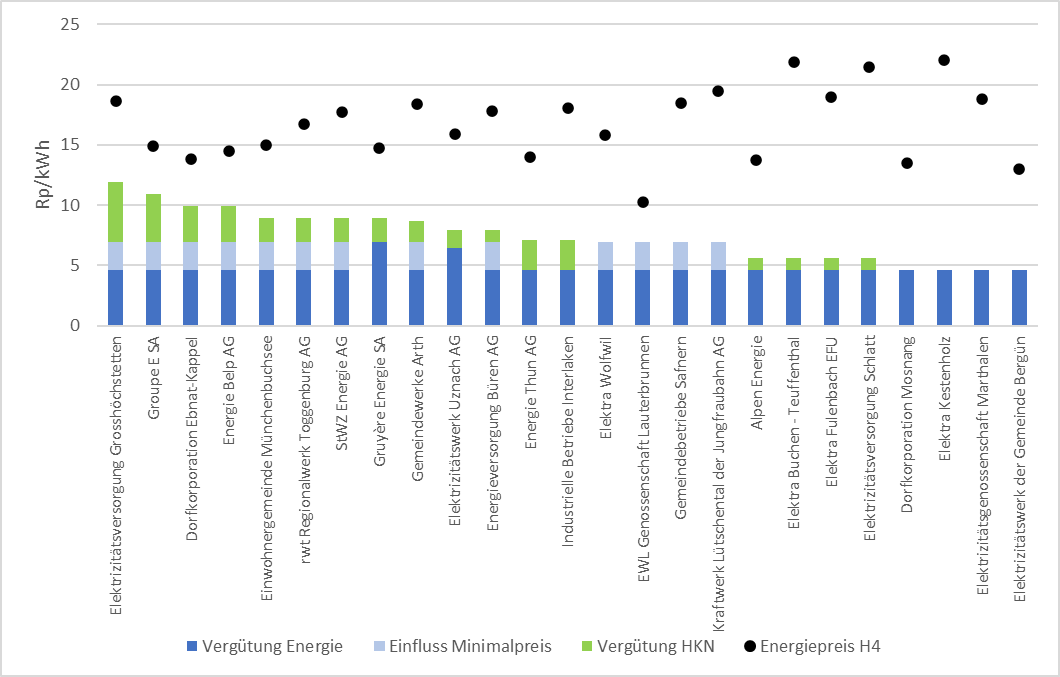 25
20
15
10
5
0
Rp/kWh
Elektrizitätsversorgung Grosshöchstetten
Groupe E SA
Dorfkorporation Ebnat-Kappel
Energie Belp AG
Einwohnergemeinde Münchenbuchsee
rwt Regionalwerk Toggenburg AG
StWZ Energie AG
Gruyère Energie SA
Gemeindewerke Arth
Elektrizitätswerk Uznach AG
Energieversorgung Büren AG
Energie Thun AG
Industrielle Betriebe Interlaken
Elektra Wolfwil
EWL Genossenschaft Lauterbrunnen
Gemeindebetriebe Safnern
Kraftwerk Lütschental der Jungfraubahn AG
Alpen Energie
Elektra Buchen - Teuffenthal
Elektra Fulenbach EFU
Elektrizitätsversorgung Schlatt
Dorfkorporation Mosnang
Elektra Kestenholz
Elektrizitätsgenossenschaft Marthalen
Elektrizitätswerk der Gemeinde Bergün
Vergütung Energie
Einfluss Minimalpreis
Vergütung HKN
Energiepreis H4